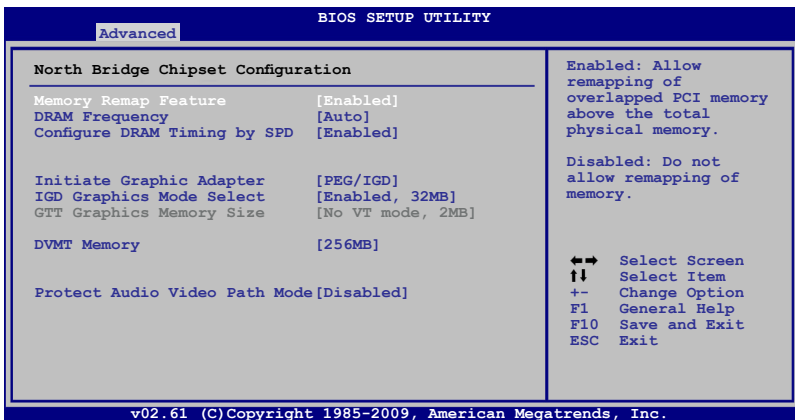 BIOS SETUP UTILITY
Advanced
North Bridge Chipset Configuration
Memory Remap Feature [Enabled]
DRAM Frequency [Auto]
Configure DRAM Timing by SPD [Enabled]
Initiate Graphic Adapter [PEG/IGD]
IGD Graphics Mode Select [Enabled, 32MB]
GTT Graphics Memory Size [No VT mode, 2MB]
DVMT Memory [256MB]
Protect Audio Video Path Mode [Disabled]
Enabled: Allow
remapping of
overlapped PCI memory
above the total
physical memory.
Disabled: Do not
allow remapping of
memory.
←→ Select Screen
↑↓ Select Item
+- Change Option
F1 General Help
F10 Save and Exit
ESC Exit
v02.61 (C)Copyright 1985-2009, American Megatrends, Inc.